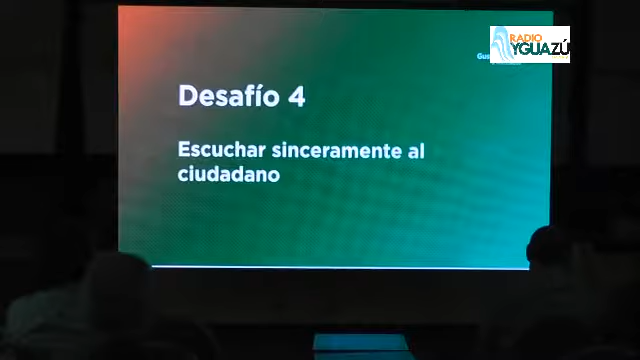 RADIO
YGUAZÚ
Desafío 4
Escuchar sinceramente al
ciudadano